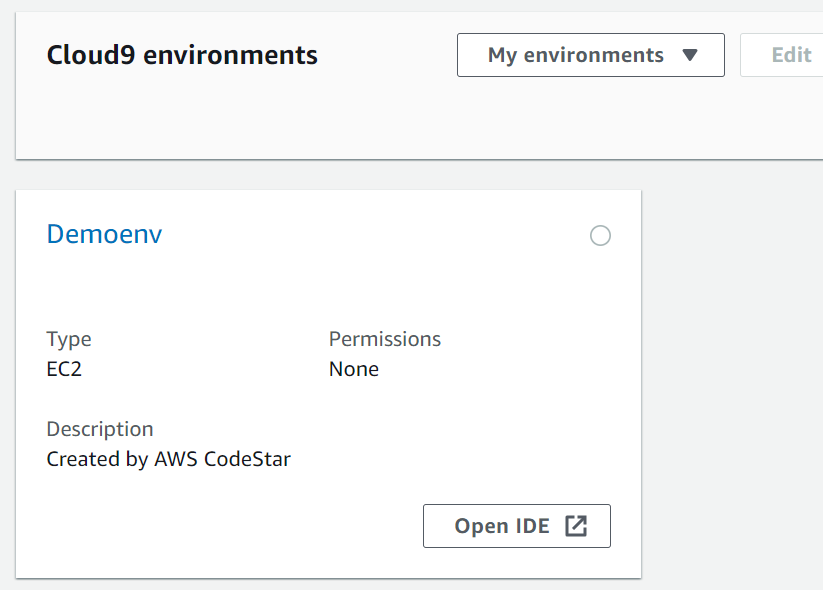 Cloud9 environments
My environments
Edit
Demoenv
Type
Permissions
EC2
None
Description
Created by AWS CodeStar
Open IDE